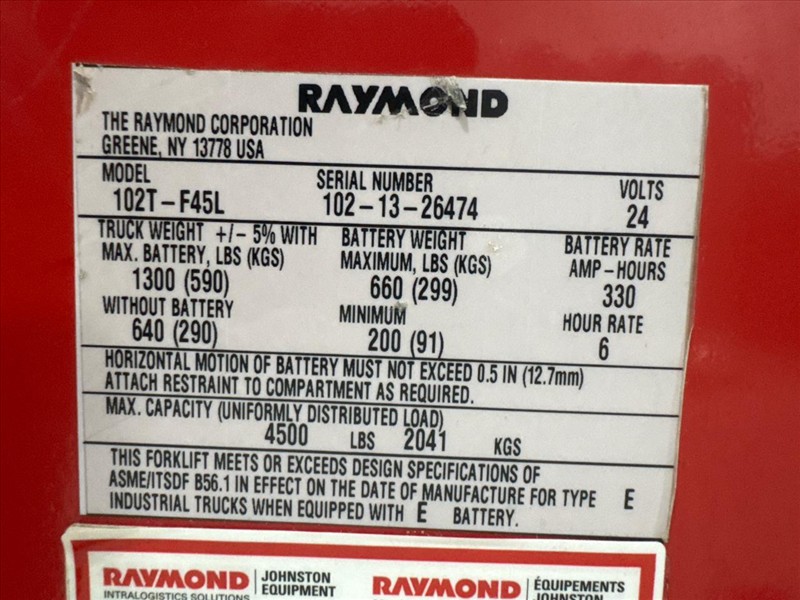 RAYMOND
THE RAYMOND CORPORATION
GREENE, NY 13778 USA
MODEL
102T-F45L
SERIAL NUMBER
102-13-26474
VOLTS
24
TRUCK WEIGHT +/- 5% WITH
MAX. BATTERY, LBS (KGS)
1300 (590)
WITHOUT BATTERY
640 (290)
BATTERY WEIGHT
MAXIMUM, LBS (KGS)
660 (299)
MINIMUM
200 (91)
BATTERY RATE
AMP-HOURS
330
HOUR RATE
6
HORIZONTAL MOTION OF BATTERY MUST NOT EXCEED 0.5 IN (12.7mm)
ATTACH RESTRAINT TO COMPARTMENT AS REQUIRED.
MAX. CAPACITY (UNIFORMLY DISTRIBUTED LOAD)
4500 LBS 2041 KGS
THIS FORKLIFT MEETS OR EXCEEDS DESIGN SPECIFICATIONS OF
ASME/ITSDF B56.1 IN EFFECT ON THE DATE OF MANUFACTURE FOR TYPE E
INDUSTRIAL TRUCKS WHEN EQUIPPED WITH E BATTERY.
RAYMOND
INTRALOGISTICS SOLUTIONS
JOHNSTON
EQUIPMENT
RAYMOND
ÉQUIPEMENTS
JOHNSTON